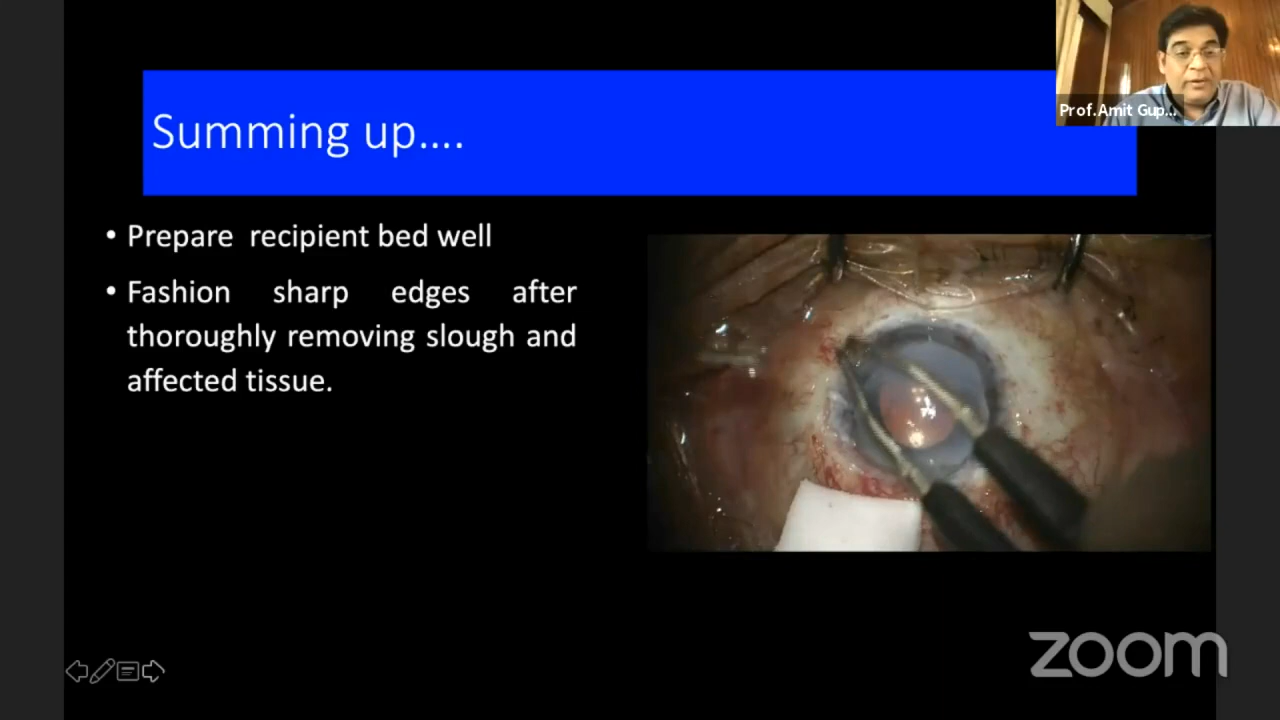 Prof.Amit Gup...
Summing up....
• Prepare recipient bed well
• Fashion sharp edges after
thoroughly removing slough and
affected tissue.
zoom